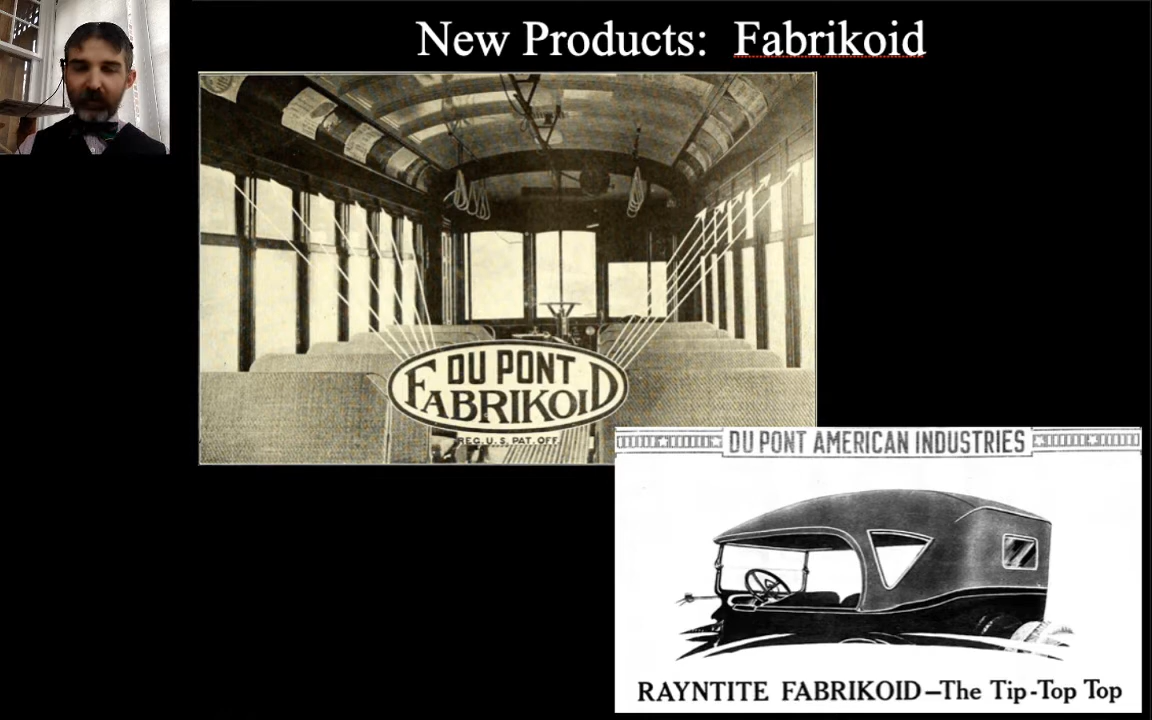 New Products: Fabrikoid
DU PONT
FABRIKOID
REG. U. S. PAT. OFF.
DU PONT AMERICAN INDUSTRIES
RAYNTITE FABRIKOID–The Tip-Top Top